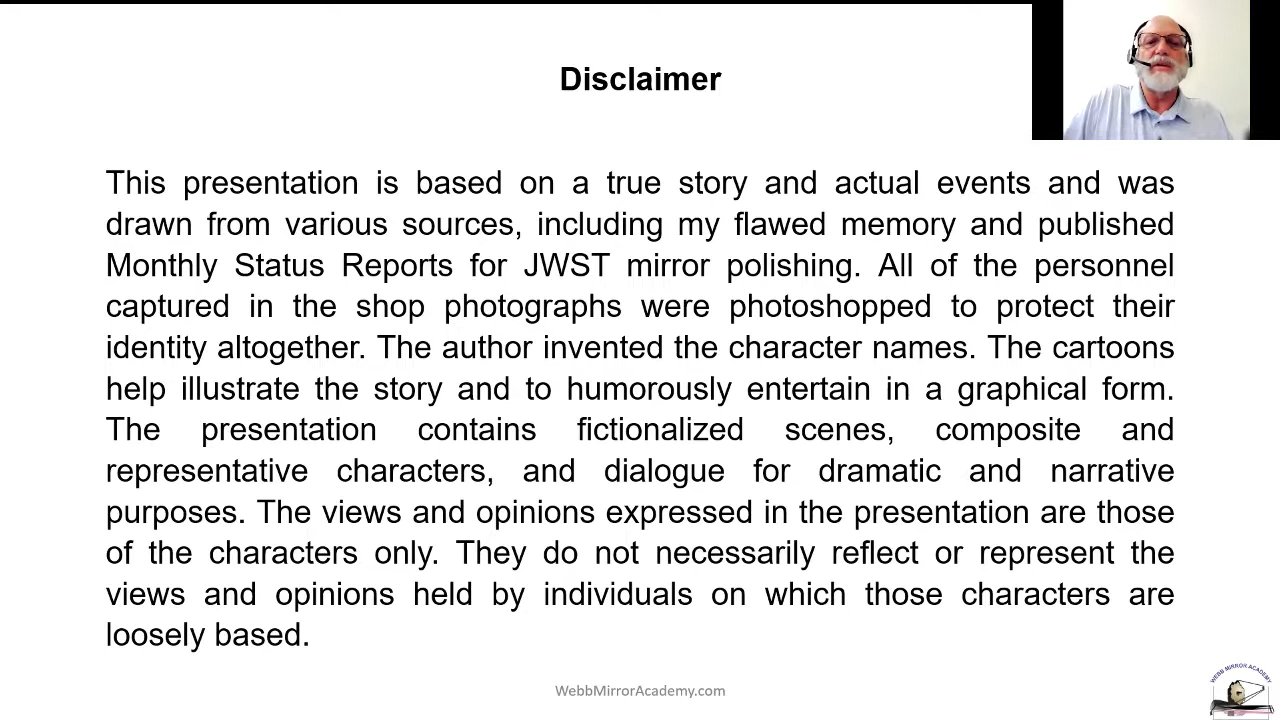 Disclaimer
This presentation is based on a true story and actual events and was
drawn from various sources, including my flawed memory and published
Monthly Status Reports for JWST mirror polishing. All of the personnel
captured in the shop photographs were photoshopped to protect their
identity altogether. The author invented the character names. The cartoons
help illustrate the story and to humorously entertain in a graphical form.
The presentation contains fictionalized scenes, composite and
representative characters, and dialogue for dramatic and narrative
purposes. The views and opinions expressed in the presentation are those
of the characters only. They do not necessarily reflect or represent the
views and opinions held by individuals on which those characters are
loosely based.
WebbMirrorAcademy.com
WEBB MIRROR ACADEMY